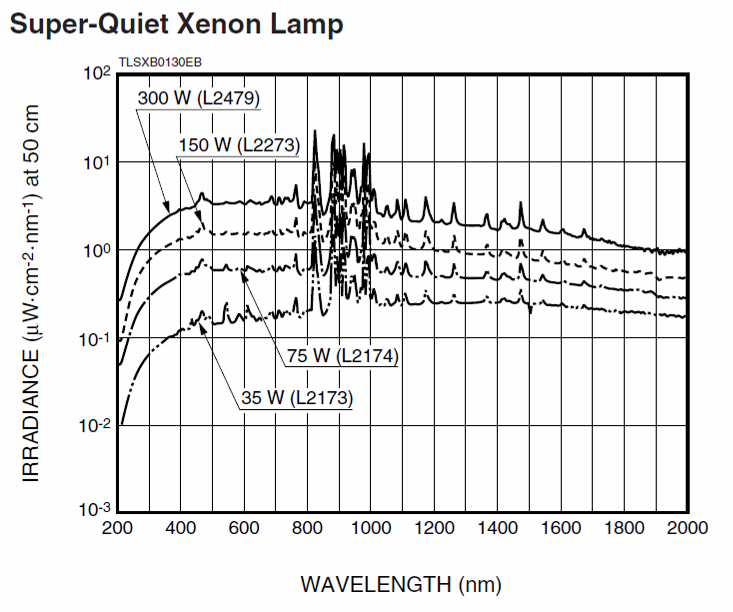 Super-Quiet Xenon Lamp
TLSXB0130EB
10²
300 W (L2479)
150 W (L2273)
10¹
10⁰
10⁻¹
75 W (L2174)
35 W (L2173)
10⁻²
10⁻³
IRRADIANCE (μW·cm⁻²·nm⁻¹) at 50 cm
200 400 600 800 1000 1200 1400 1600 1800 2000
WAVELENGTH (nm)